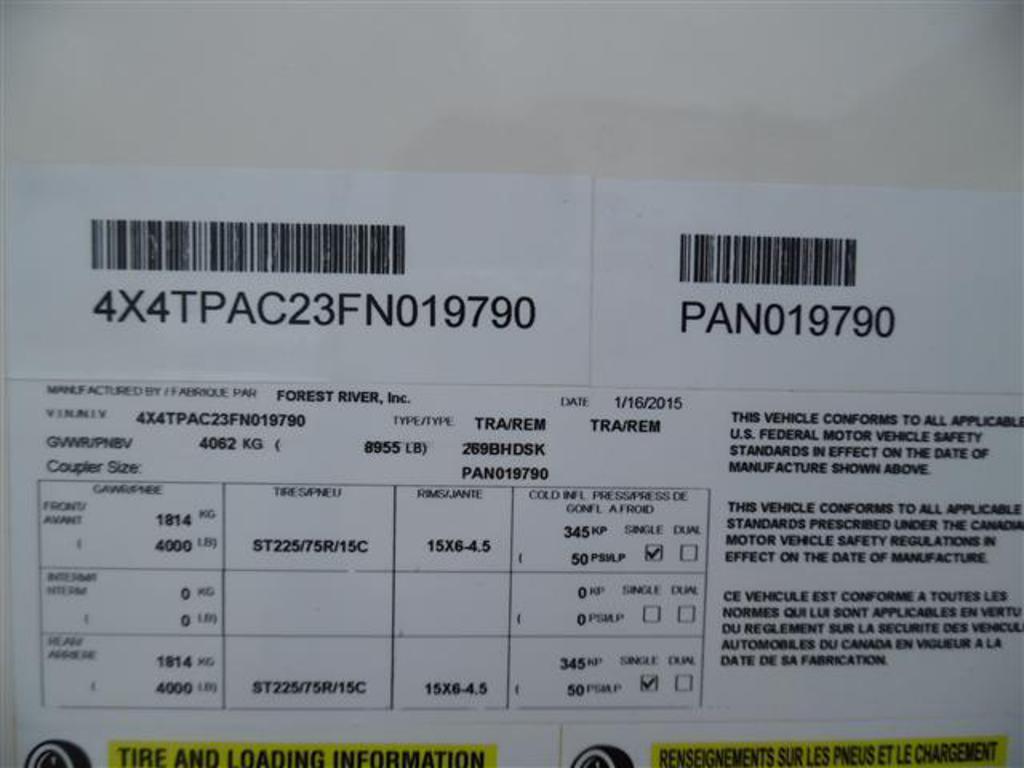 4X4TPAC23FN019790
PAN019790
MANUFACTURED BY / FABRIQUE PAR FOREST RIVER, Inc. DATE 1/16/2015
V.I.N./N.I.V. 4X4TPAC23FN019790 TYPE/TYPE TRA/REM TRA/REM
GVWR/PNBV 4062 KG ( 8955 LB) 269BHDSK
Coupler Size: PAN019790
GAWR/PNBE TIRES/PNEU RIMS/JANTE COLD INFL. PRESS/PRESS DE
GONFL. A FROID
FRONT/
AVANT 1814 KG 345 KP SINGLE DUAL
( 4000 LB) ST225/75R/15C 15X6-4.5 ( 50 PSI/LP
0 KG 0 KP SINGLE DUAL
( 0 LB) ( 0 PSI/LP
REAR/
ARRIERE 1814 KG 345 KP SINGLE DUAL
( 4000 LB) ST225/75R/15C 15X6-4.5 ( 50 PSI/LP
THIS VEHICLE CONFORMS TO ALL APPLICABLE
U.S. FEDERAL MOTOR VEHICLE SAFETY
STANDARDS IN EFFECT ON THE DATE OF
MANUFACTURE SHOWN ABOVE.
THIS VEHICLE CONFORMS TO ALL APPLICABLE
STANDARDS PRESCRIBED UNDER THE CANADIA
MOTOR VEHICLE SAFETY REGULATIONS IN
EFFECT ON THE DATE OF MANUFACTURE.
CE VEHICULE EST CONFORME A TOUTES LES
NORMES QUI LUI SONT APPLICABLES EN VERTU
DU REGLEMENT SUR LA SECURITE DES VEHICUL
AUTOMOBILES DU CANADA EN VIGUEUR A LA
DATE DE SA FABRICATION.
TIRE AND LOADING INFORMATION
RENSEIGNEMENTS SUR LES PNEUS ET LE CHARGEMENT